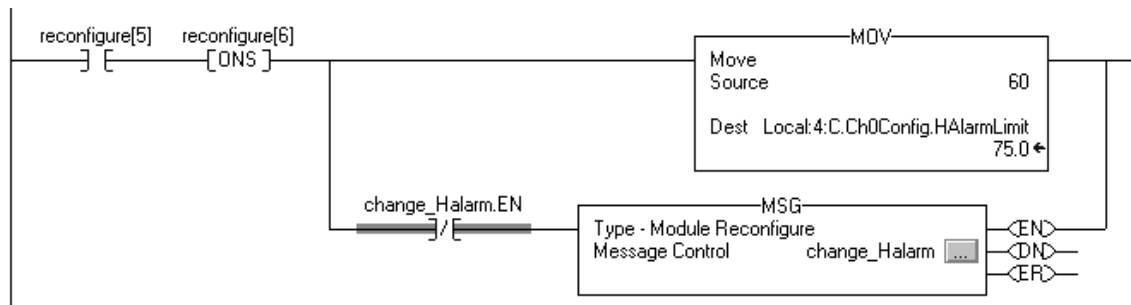 reconfigure[5] reconfigure[6]
ONS
MOV
Move
Source 60
Dest Local:4:C.Ch0Config.HAlarmLimit
75.0
change_Halarm.EN
MSG
Type - Module Reconfigure
Message Control change_Halarm ...
EN
DN
ER